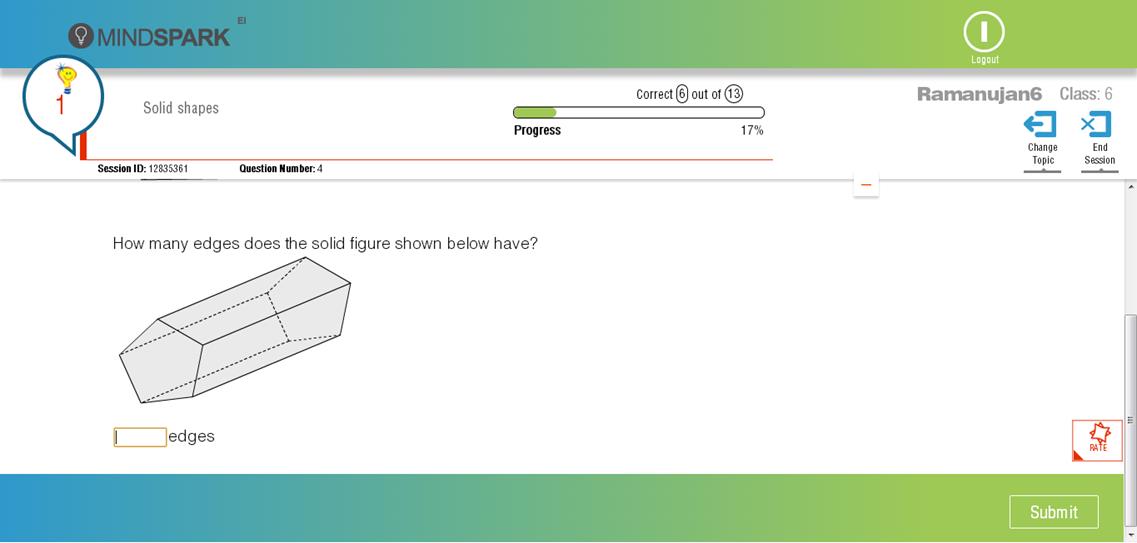 EI
MINDSPARK
Logout
1
Solid shapes
Correct 6 out of 13
Progress 17%
Ramanujan6 Class: 6
Change
Topic
End
Session
Session ID: 12835361 Question Number: 4
How many edges does the solid figure shown below have?
edges
RATE
Submit